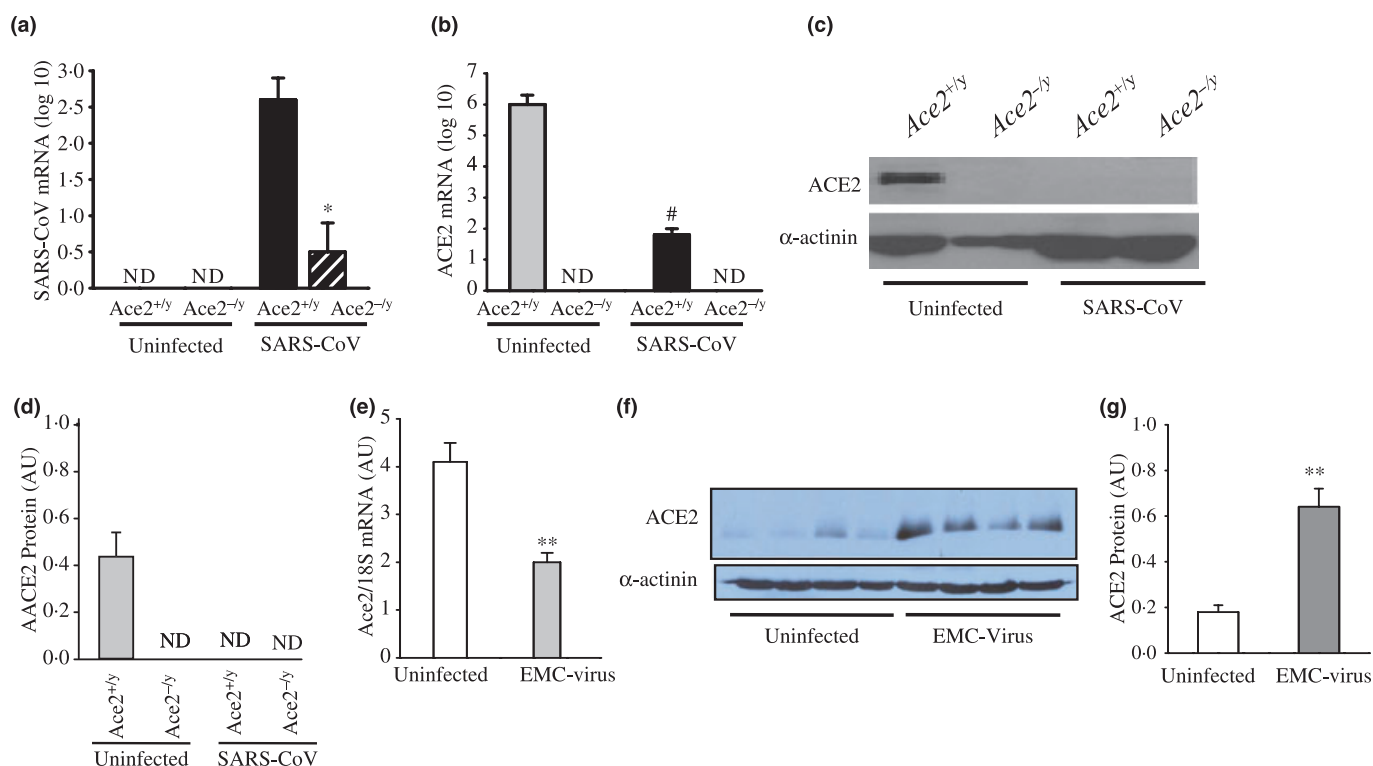 (a)
SARS-CoV mRNA (log 10)
3·0
2·5
2·0
1·5
1·0
0·5
0·0
ND
ND
*
Ace2+/y
Ace2−/y
Ace2+/y
Ace2−/y
Uninfected
SARS-CoV
(b)
ACE2 mRNA (log 10)
7
6
5
4
3
2
1
0
ND
#
ND
Ace2+/y
Ace2−/y
Ace2+/y
Ace2−/y
Uninfected
SARS-CoV
(c)
Ace2+/y
Ace2−/y
Ace2+/y
Ace2−/y
ACE2
α-actinin
Uninfected
SARS-CoV
(d)
AACE2 Protein (AU)
1·0
0·8
0·6
0·4
0·2
0·0
ND
ND
ND
Ace2+/y
Ace2−/y
Ace2+/y
Ace2−/y
Uninfected
SARS-CoV
(e)
Ace2/18S mRNA (AU)
5
4
3
2
1
0
**
Uninfected
EMC-virus
(f)
ACE2
α-actinin
Uninfected
EMC-Virus
(g)
ACE2 Protein (AU)
1·0
0·8
0·6
0·4
0·2
0·0
**
Uninfected
EMC-virus